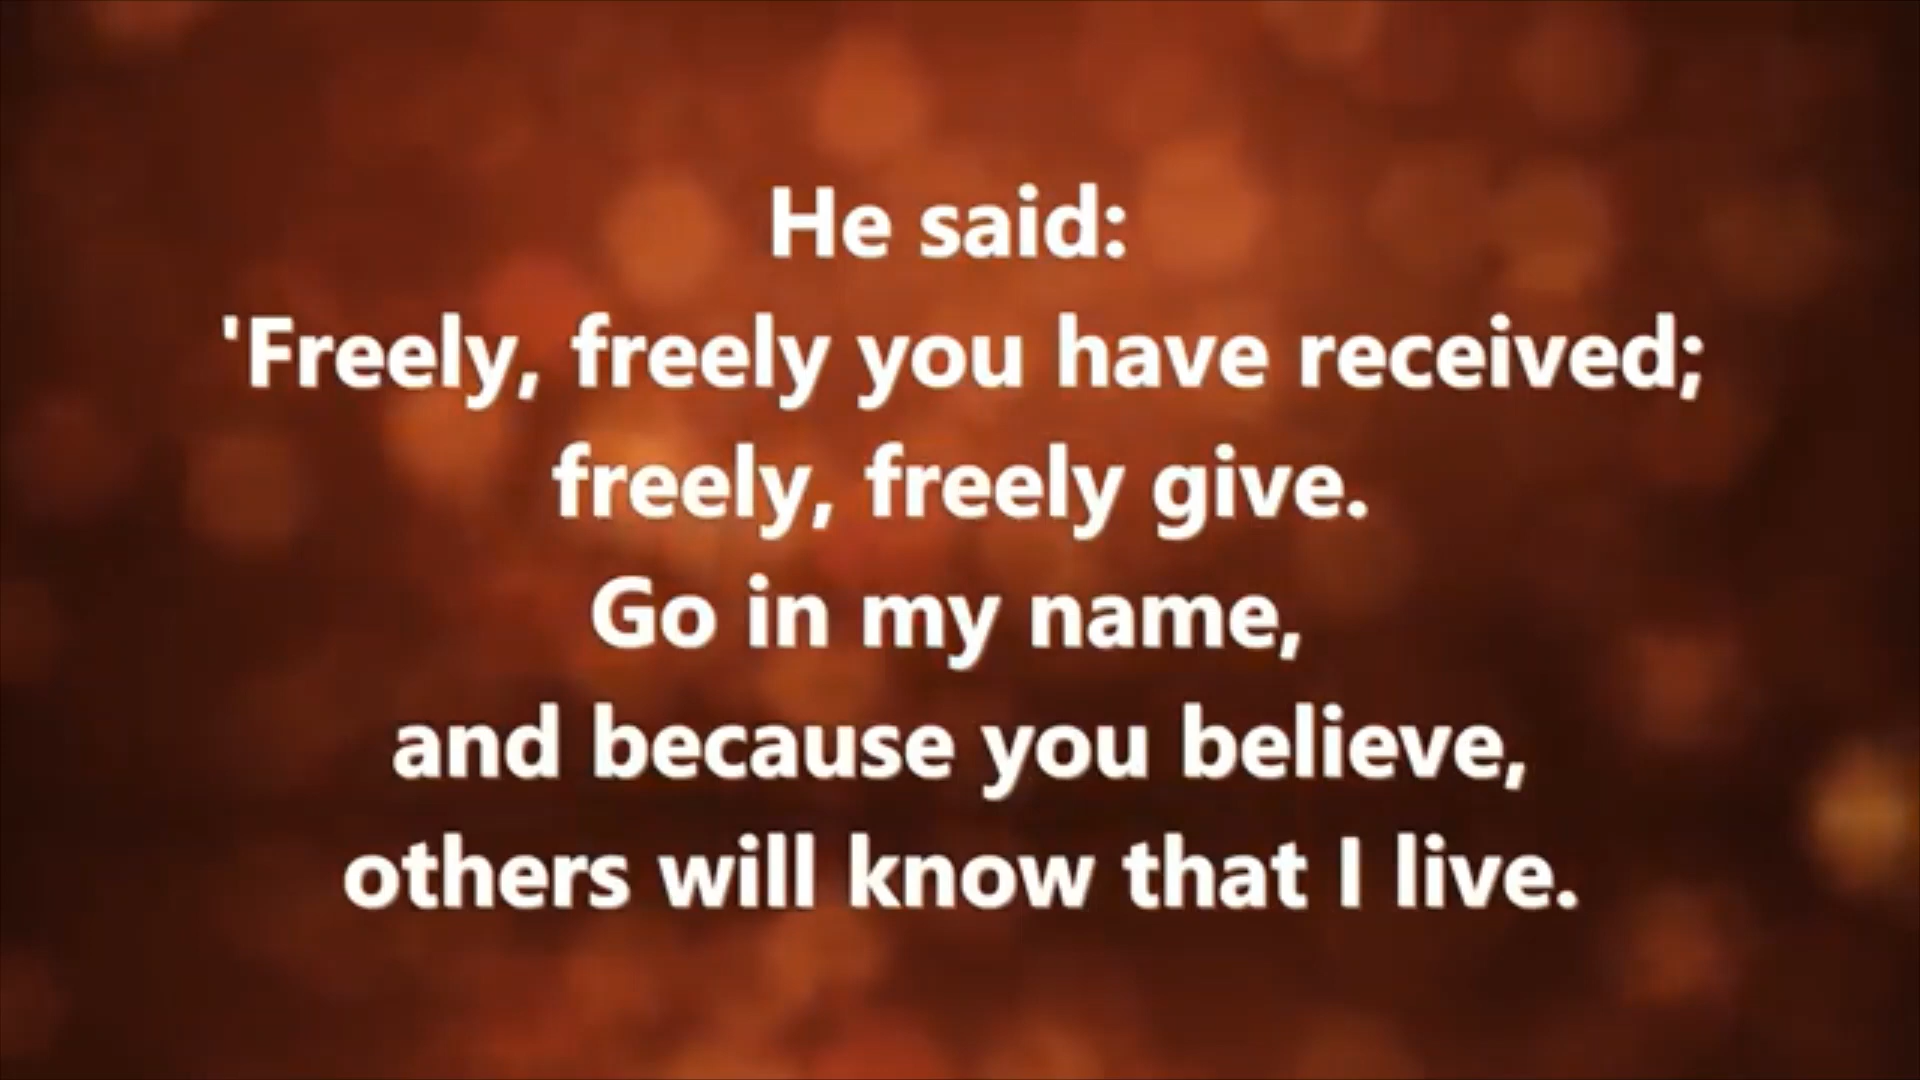 He said:
'Freely, freely you have received;
freely, freely give.
Go in my name,
and because you believe,
others will know that I live.